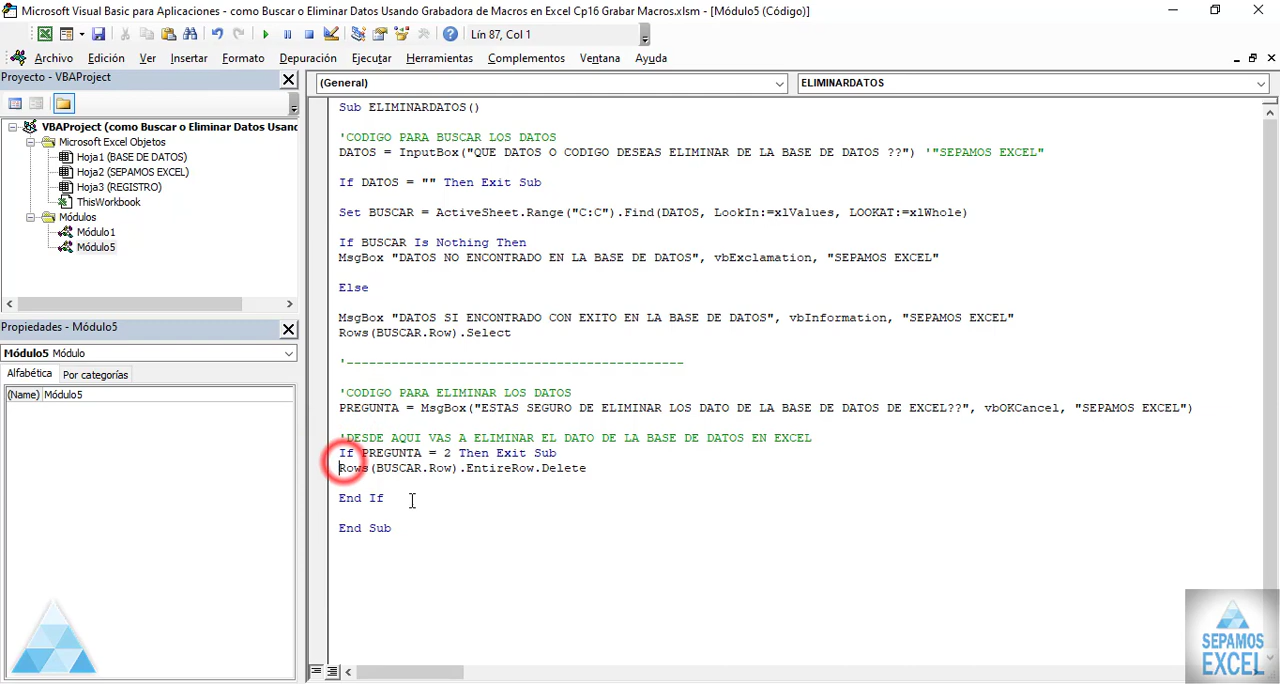 Microsoft Visual Basic para Aplicaciones - como Buscar o Eliminar Datos Usando Grabadora de Macros en Excel Cp16 Grabar Macros.xlsm - [Módulo5 (Código)]
Lín 87, Col 1
Archivo Edición Ver Insertar Formato Depuración Ejecutar Herramientas Complementos Ventana Ayuda
Proyecto - VBAProject
VBAProject (como Buscar o Eliminar Datos Usand
Microsoft Excel Objetos
Hoja1 (BASE DE DATOS)
Hoja2 (SEPAMOS EXCEL)
Hoja3 (REGISTRO)
ThisWorkbook
Módulos
Módulo1
Módulo5
Propiedades - Módulo5
Módulo5 Módulo
Alfabética Por categorías
(Name) Módulo5
(General) ELIMINARDATOS
Sub ELIMINARDATOS()
'CODIGO PARA BUSCAR LOS DATOS
DATOS = InputBox("QUE DATOS O CODIGO DESEAS ELIMINAR DE LA BASE DE DATOS ??") '"SEPAMOS EXCEL"
If DATOS = "" Then Exit Sub
Set BUSCAR = ActiveSheet.Range("C:C").Find(DATOS, LookIn:=xlValues, LOOKAT:=xlWhole)
If BUSCAR Is Nothing Then
MsgBox "DATOS NO ENCONTRADO EN LA BASE DE DATOS", vbExclamation, "SEPAMOS EXCEL"
Else
MsgBox "DATOS SI ENCONTRADO CON EXITO EN LA BASE DE DATOS", vbInformation, "SEPAMOS EXCEL"
Rows(BUSCAR.Row).Select
'---------------------------------------------
'CODIGO PARA ELIMINAR LOS DATOS
PREGUNTA = MsgBox("ESTAS SEGURO DE ELIMINAR LOS DATO DE LA BASE DE DATOS DE EXCEL??", vbOKCancel, "SEPAMOS EXCEL")
'DESDE AQUI VAS A ELIMINAR EL DATO DE LA BASE DE DATOS EN EXCEL
If PREGUNTA = 2 Then Exit Sub
Rows(BUSCAR.Row).EntireRow.Delete
End If
End Sub
SEPAMOS
EXCEL